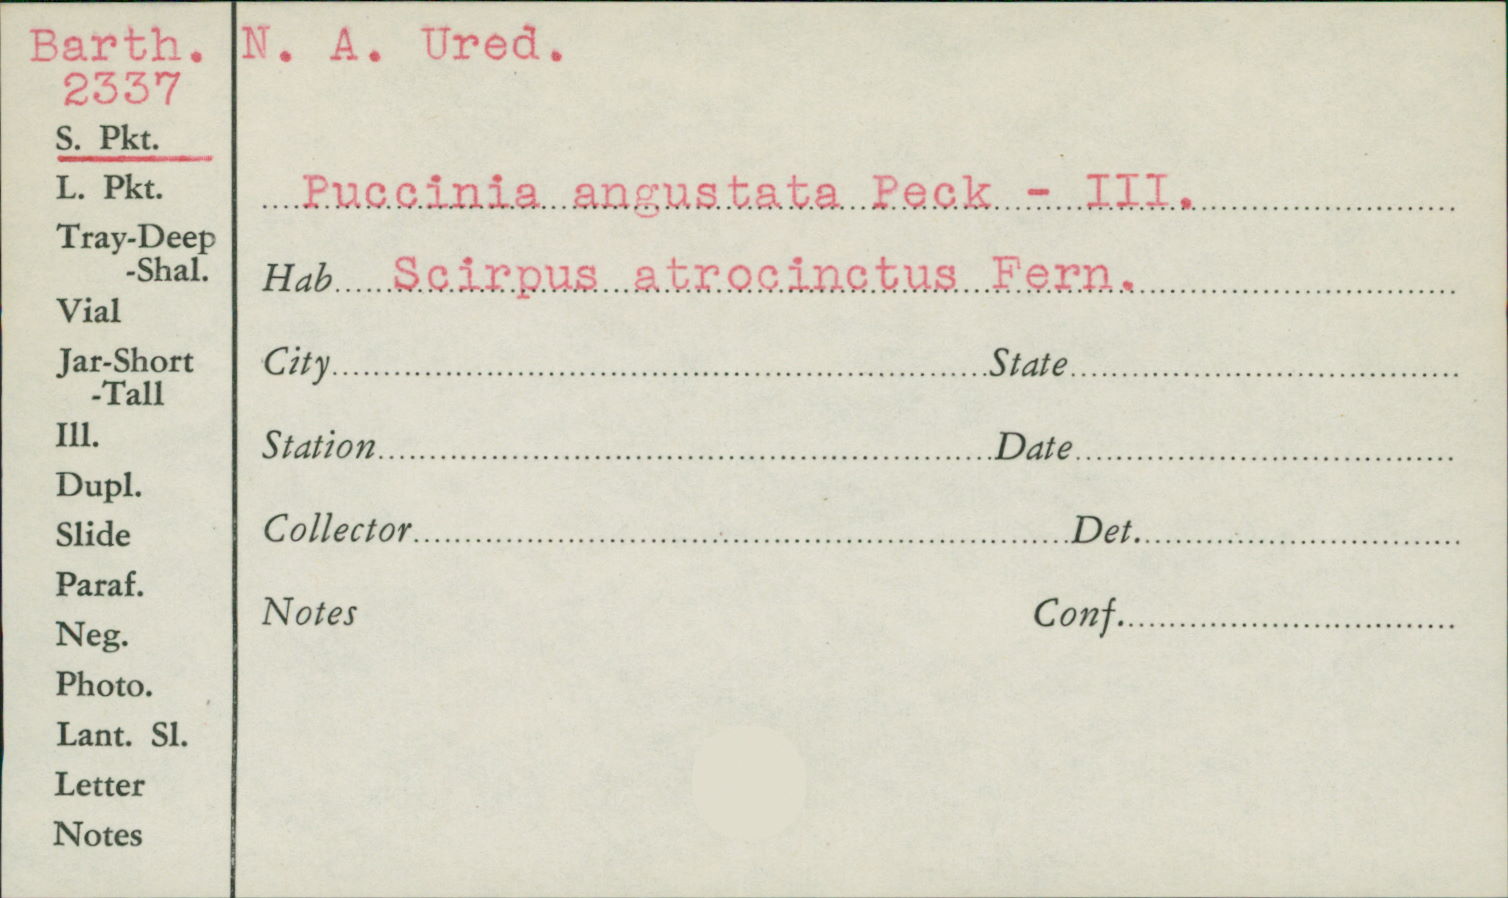 Barth. N. A. Ured.
2337
S. Pkt.
L. Pkt.
Tray-Deep
-Shal.
Vial
Jar-Short
-Tall
Ill.
Dupl.
Slide
Paraf.
Neg.
Photo.
Lant. Sl.
Letter
Notes
Puccinia angustata Peck - III.
Hab Scirpus atrocinctus Fern.
City State
Station Date
Collector Det.
Notes Conf.